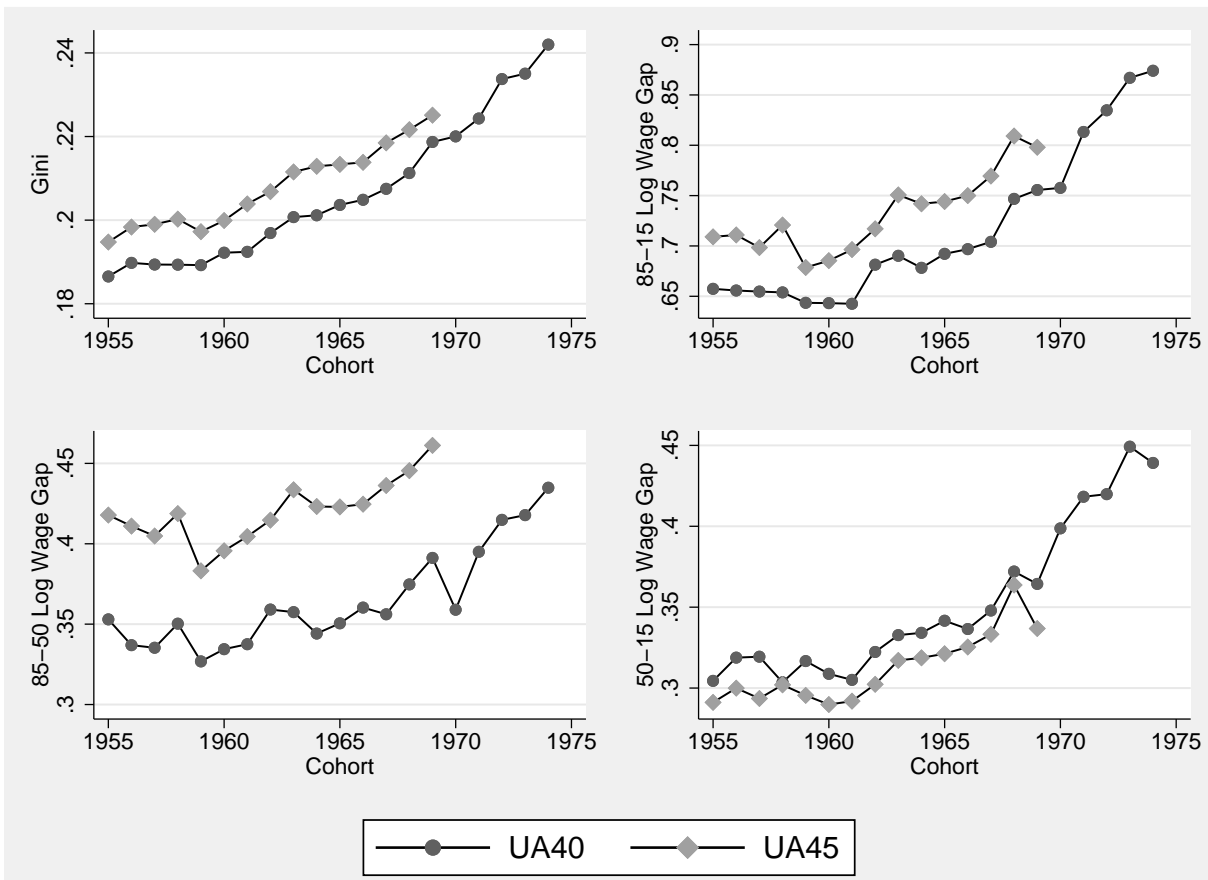 Gini
.24
.22
.2
.18
1955 1960 1965 1970 1975
Cohort
85−15 Log Wage Gap
.9
.85
.8
.75
.7
.65
1955 1960 1965 1970 1975
Cohort
85−50 Log Wage Gap
.45
.4
.35
.3
1955 1960 1965 1970 1975
Cohort
50−15 Log Wage Gap
.45
.4
.35
.3
1955 1960 1965 1970 1975
Cohort
UA40 UA45